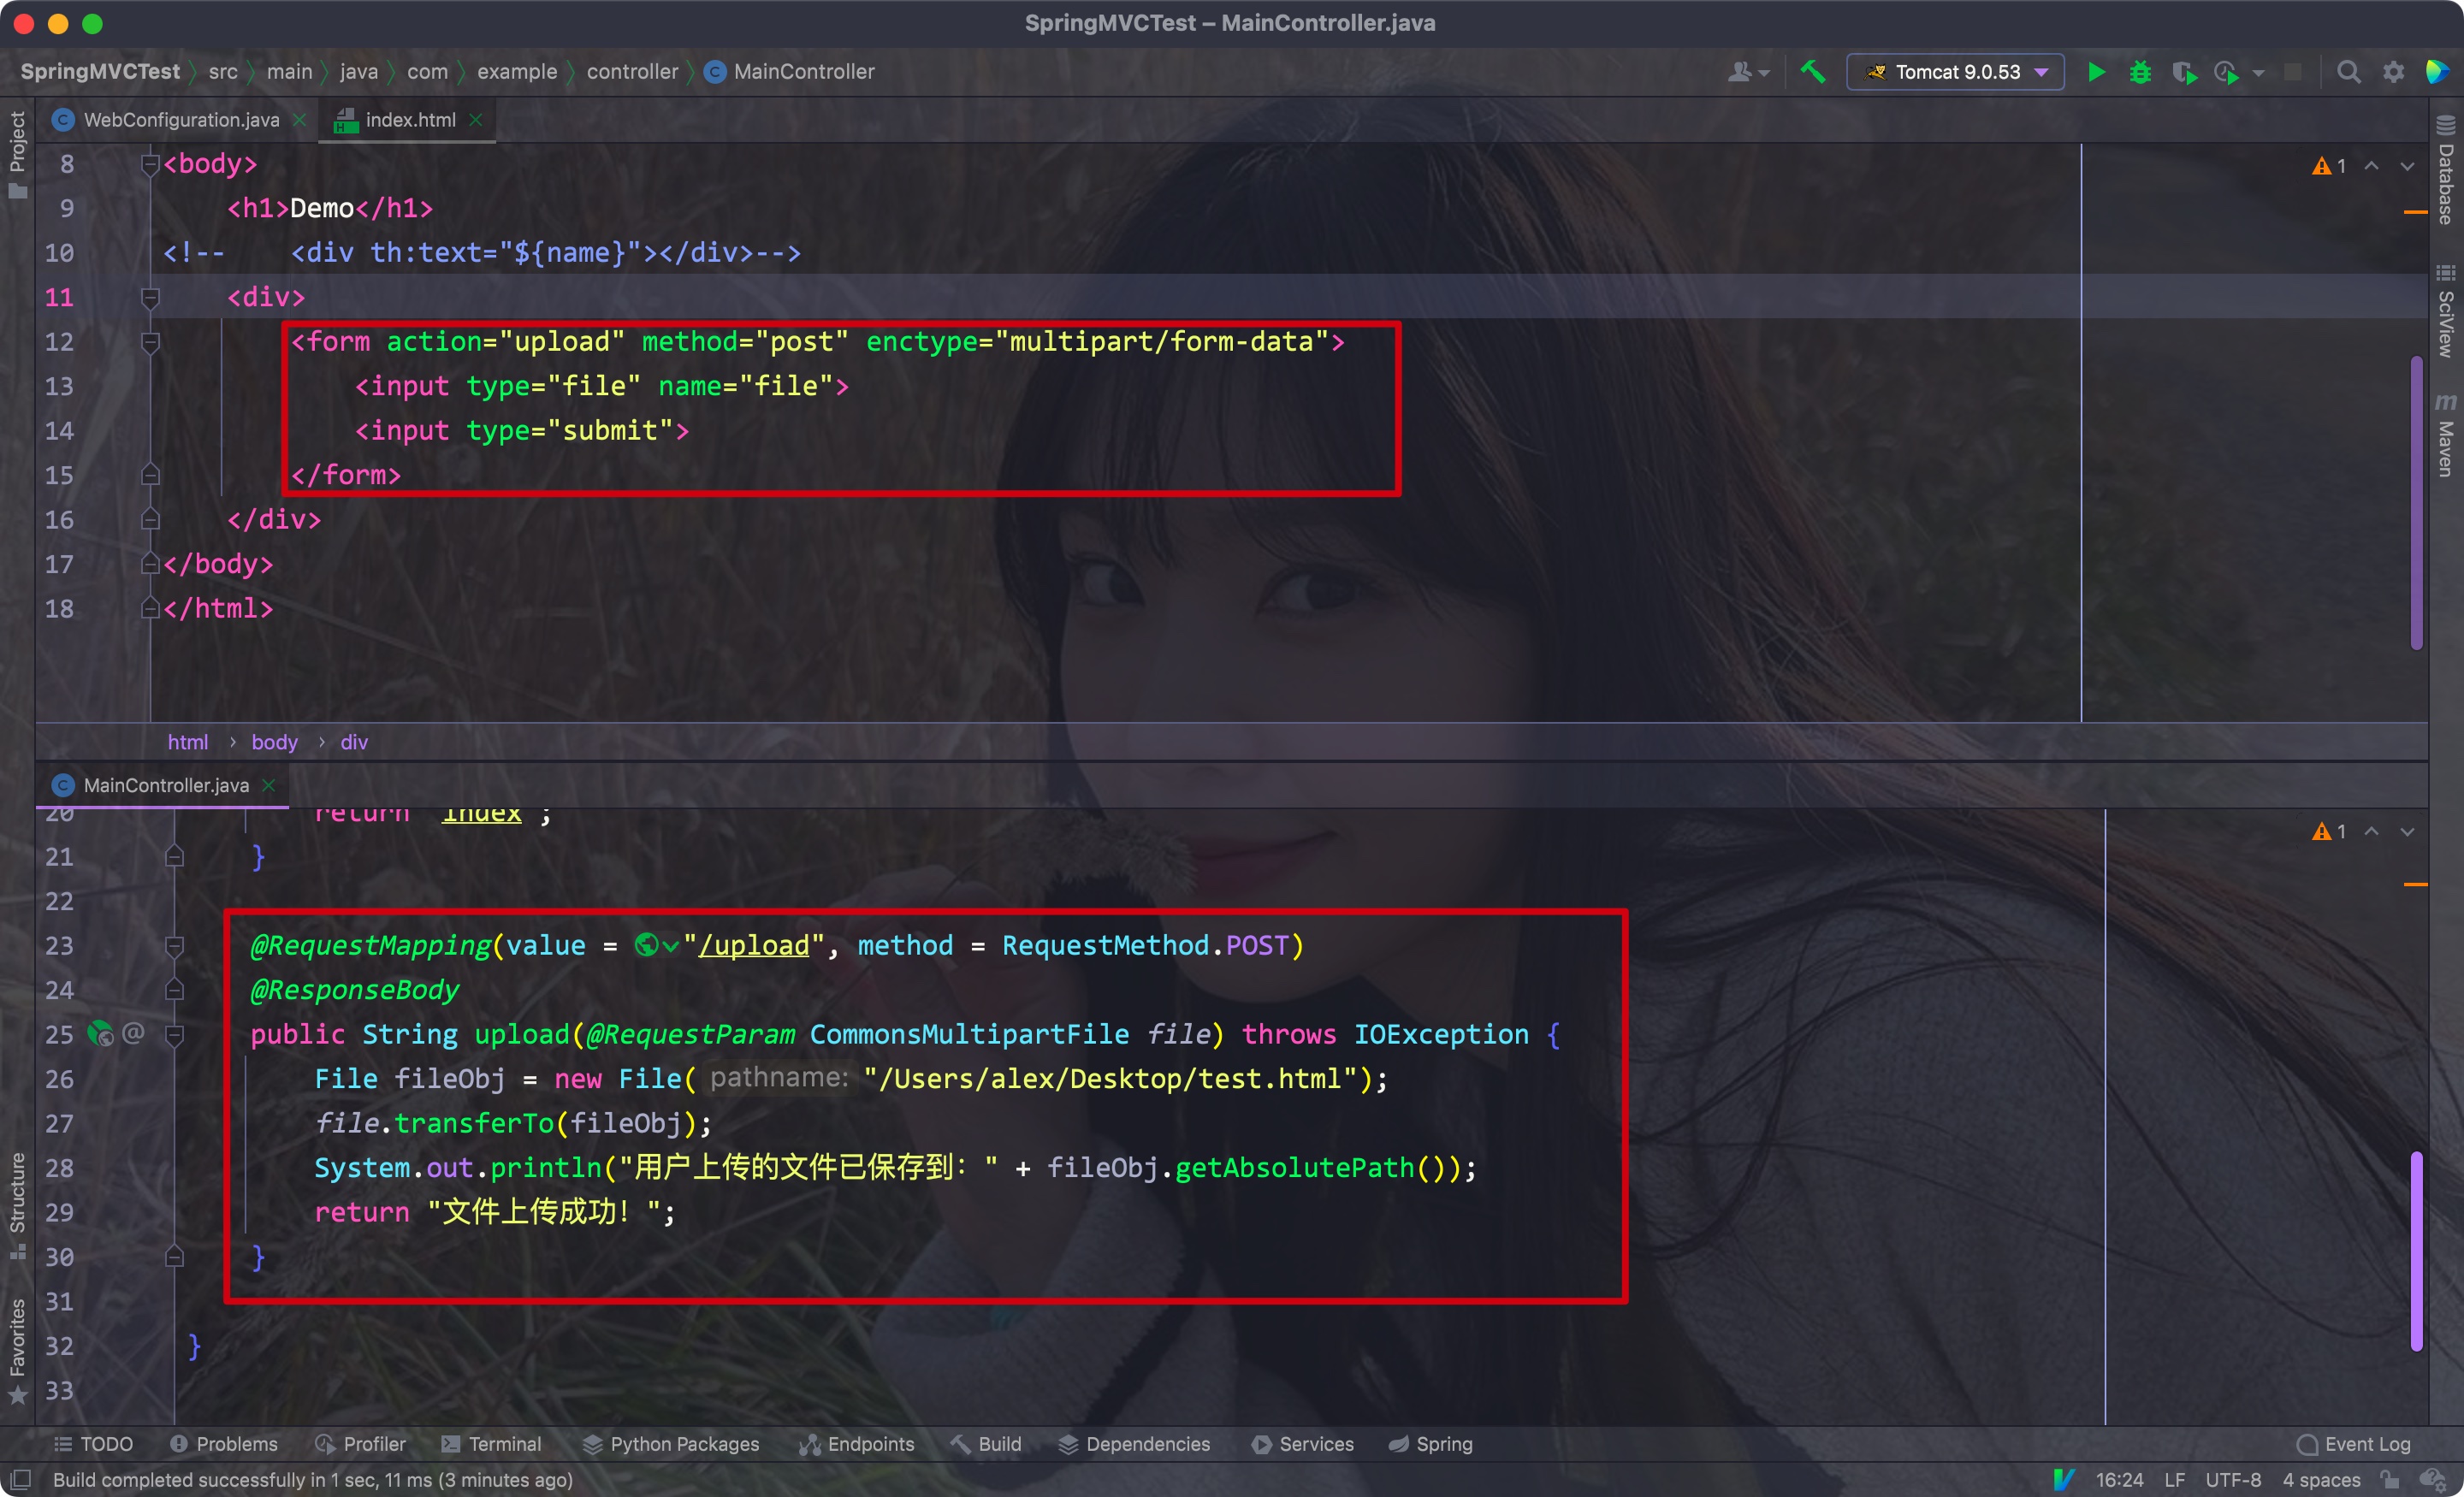 SpringMVCTest – MainController.java
SpringMVCTest src main java com example controller MainController
Tomcat 9.0.53
WebConfiguration.java index.html
Project
Database
SciView
Maven
1
8 <body>
9 <h1>Demo</h1>
10 <!-- <div th:text="${name}"></div>-->
11 <div>
12 <form action="upload" method="post" enctype="multipart/form-data">
13 <input type="file" name="file">
14 <input type="submit">
15 </form>
16 </div>
17 </body>
18 </html>
html › body › div
MainController.java
1
20 return index ;
21 }
22
23 @RequestMapping(value = "/upload", method = RequestMethod.POST)
24 @ResponseBody
25 public String upload(@RequestParam CommonsMultipartFile file) throws IOException {
26 File fileObj = new File( pathname: "/Users/alex/Desktop/test.html");
27 file.transferTo(fileObj);
28 System.out.println("用户上传的文件已保存到：" + fileObj.getAbsolutePath());
29 return "文件上传成功！";
30 }
31
32 }
33
Structure
Favorites
TODO Problems Profiler Terminal Python Packages Endpoints Build Dependencies Services Spring Event Log
Build completed successfully in 1 sec, 11 ms (3 minutes ago) 16:24 LF UTF-8 4 spaces